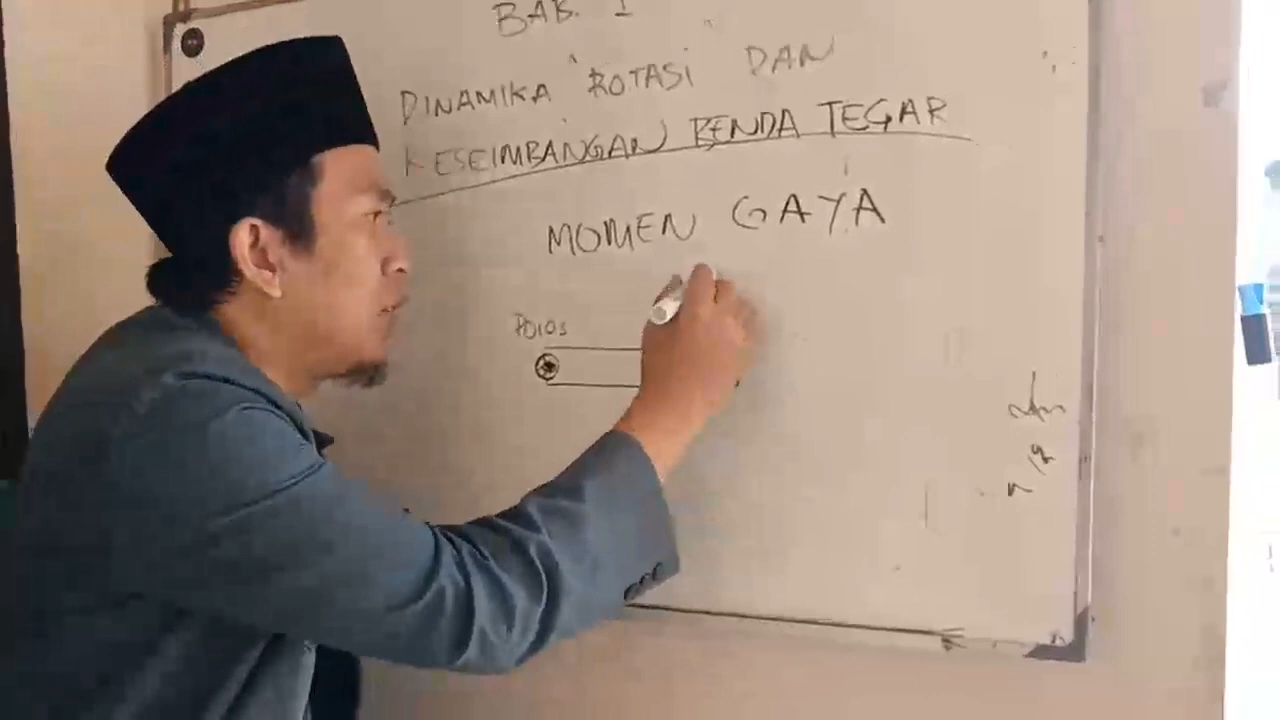 BAB. I
DINAMIKA ROTASI DAN
KESEIMBANGAN BENDA TEGAR
MOMEN GAYA
POROS